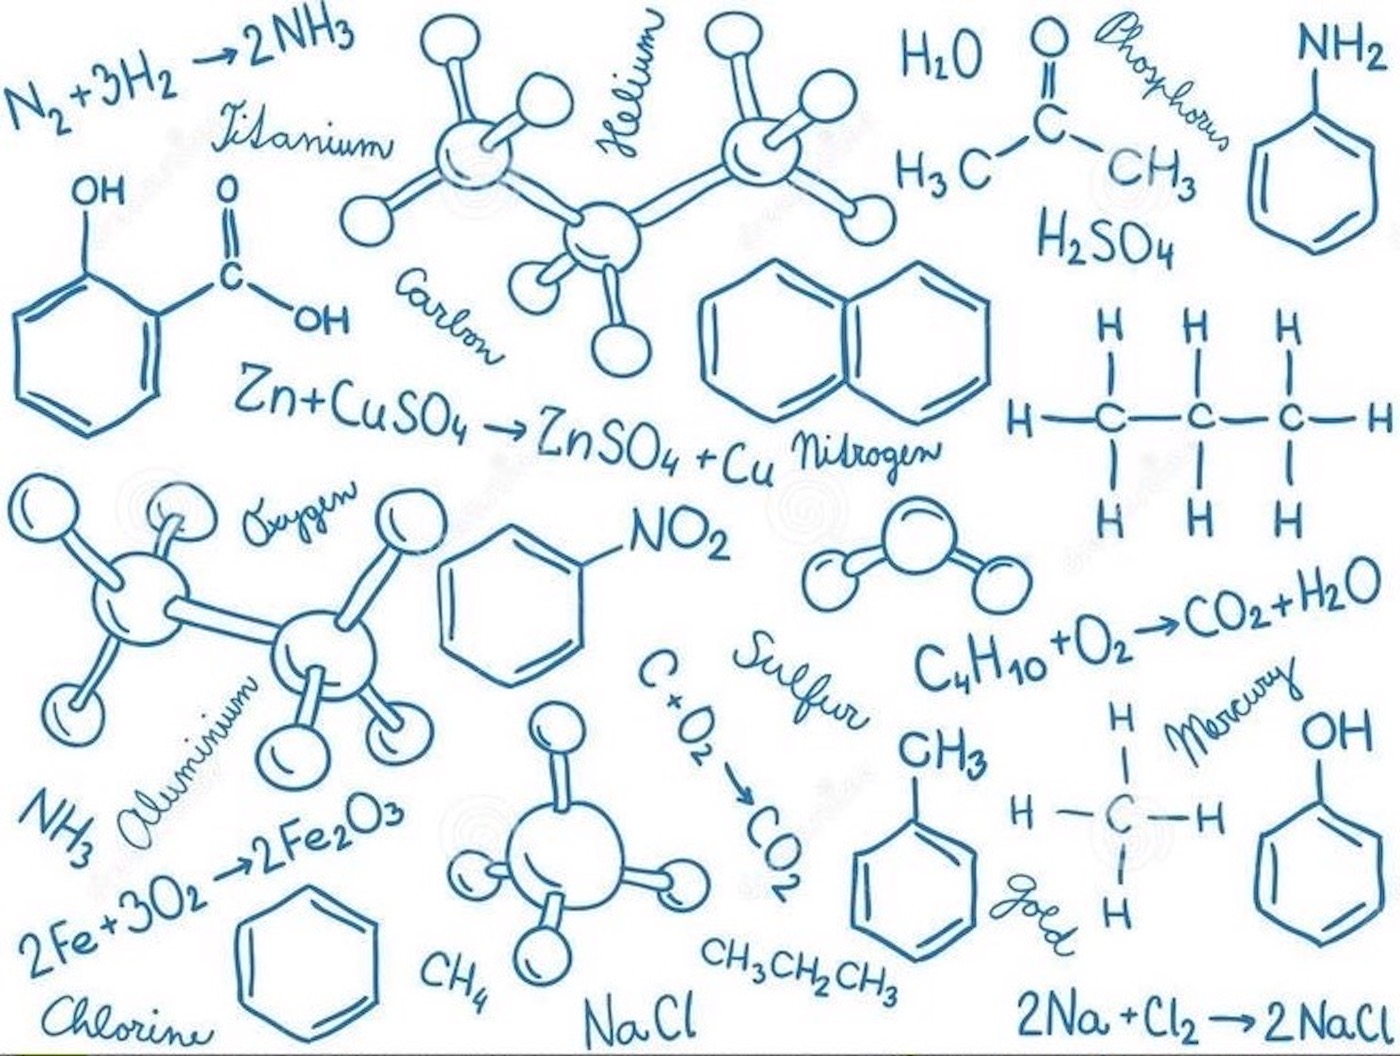 N2+3H2→2NH3
Titanium
Helium
H2O
O
C
H3C
CH3
Phosphorus
NH2
H2SO4
OH
O
C
OH
Carbon
Zn+CuSO4→ZnSO4+Cu
Nitrogen
H H H
H—C—C—C—H
H H H
Oxygen
NO2
Sulfur
C4H10+O2→CO2+H2O
C+O2→CO2
Mercury
OH
Aluminium
CH3
H
H—C—H
H
NH3
2Fe+3O2→2Fe2O3
Gold
CH4
CH3CH2CH3
Chlorine
NaCl
2Na+Cl2→2NaCl